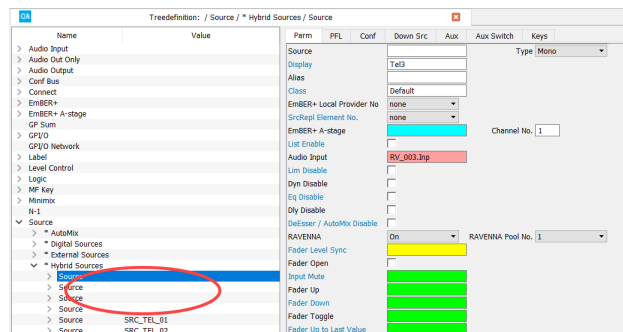 OA
Treedefinition: / Source / * Hybrid Sources / Source
Name Value
Audio Input
Audio Out Only
Audio Output
Conf Bus
Connect
EmBER+
EmBER+ A-stage
GP Sum
GPI/O
GPI/O Network
Label
Level Control
Logic
MF Key
Minimix
N-1
Source
* AutoMix
* Digital Sources
* External Sources
* Hybrid Sources
Source
Source
Source
Source
Source SRC_TEL_01
Source SRC_TEL_02
Parm PFL Conf Down Src Aux Aux Switch Keys
Source Type Mono
Display Tel3
Alias
Class Default
EmBER+ Local Provider No none
SrcRepl Element No. none
EmBER+ A-stage Channel No. 1
List Enable
Audio Input RV_003.Inp
Lim Disable
Dyn Disable
Eq Disable
Dly Disable
DeEsser / AutoMix Disable
RAVENNA On RAVENNA Pool No. 1
Fader Level Sync
Fader Open
Input Mute
Fader Up
Fader Down
Fader Toggle
Fader Up to Last Value